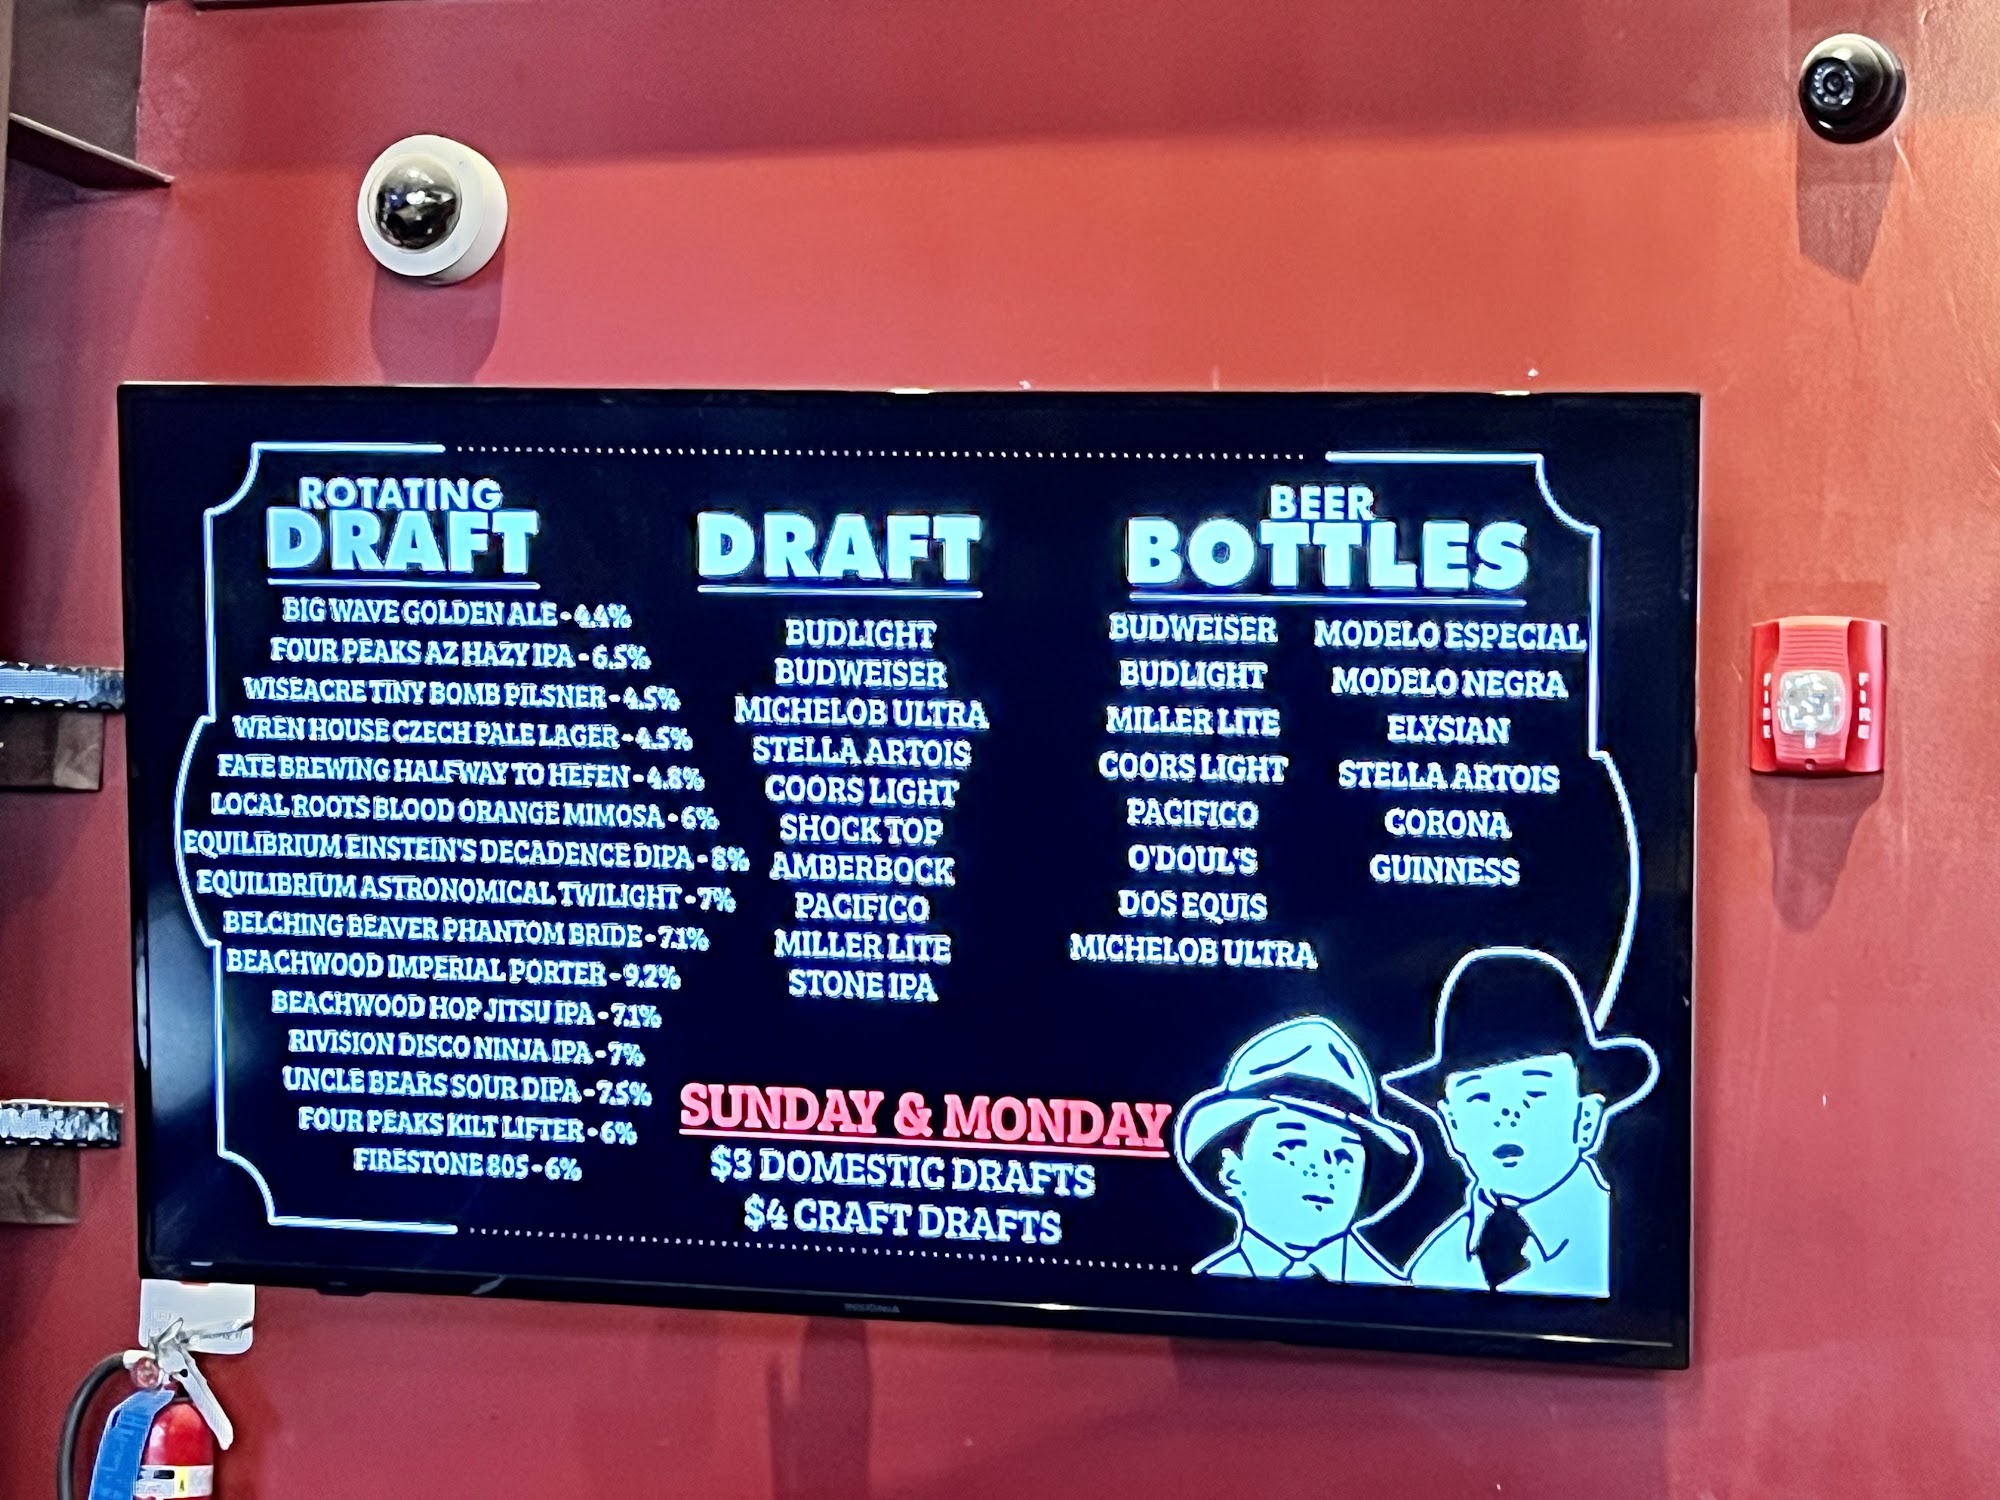 ROTATING
DRAFT
BIG WAVE GOLDEN ALE - 4.4%
FOUR PEAKS AZ HAZY IPA - 6.5%
WISEACRE TINY BOMB PILSNER - 4.5%
WREN HOUSE CZECH PALE LAGER - 4.5%
FATE BREWING HALFWAY TO HEFEN - 4.8%
LOCAL ROOTS BLOOD ORANGE MIMOSA - 6%
EQUILIBRIUM EINSTEIN'S DECADENCE DIPA - 8%
EQUILIBRIUM ASTRONOMICAL TWILIGHT - 7%
BELCHING BEAVER PHANTOM BRIDE - 7.1%
BEACHWOOD IMPERIAL PORTER - 9.2%
BEACHWOOD HOP JITSU IPA - 7.1%
RIVISION DISCO NINJA IPA - 7%
UNCLE BEARS SOUR DIPA - 7.5%
FOUR PEAKS KILT LIFTER - 6%
FIRESTONE 805 - 6%
DRAFT
BUDLIGHT
BUDWEISER
MICHELOB ULTRA
STELLA ARTOIS
COORS LIGHT
SHOCK TOP
AMBERBOCK
PACIFICO
MILLER LITE
STONE IPA
SUNDAY & MONDAY
$3 DOMESTIC DRAFTS
$4 CRAFT DRAFTS
BEER
BOTTLES
BUDWEISER
BUDLIGHT
MILLER LITE
COORS LIGHT
PACIFICO
O'DOUL'S
DOS EQUIS
MICHELOB ULTRA
MODELO ESPECIAL
MODELO NEGRA
ELYSIAN
STELLA ARTOIS
CORONA
GUINNESS
INSIGNIA
FIRE
FIRE